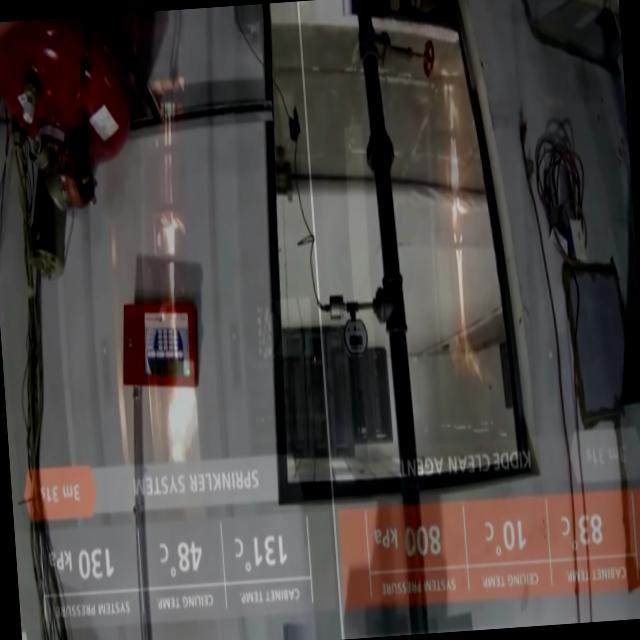 CABINET TEMP
83°C
CEILING TEMP
10°C
SYSTEM PRESSURE
800 kPa
KIDDE CLEAN AGENT
CABINET TEMP
131°C
CEILING TEMP
48°C
SYSTEM PRESSURE
130 kPa
SPRINKLER SYSTEM
3m 31s